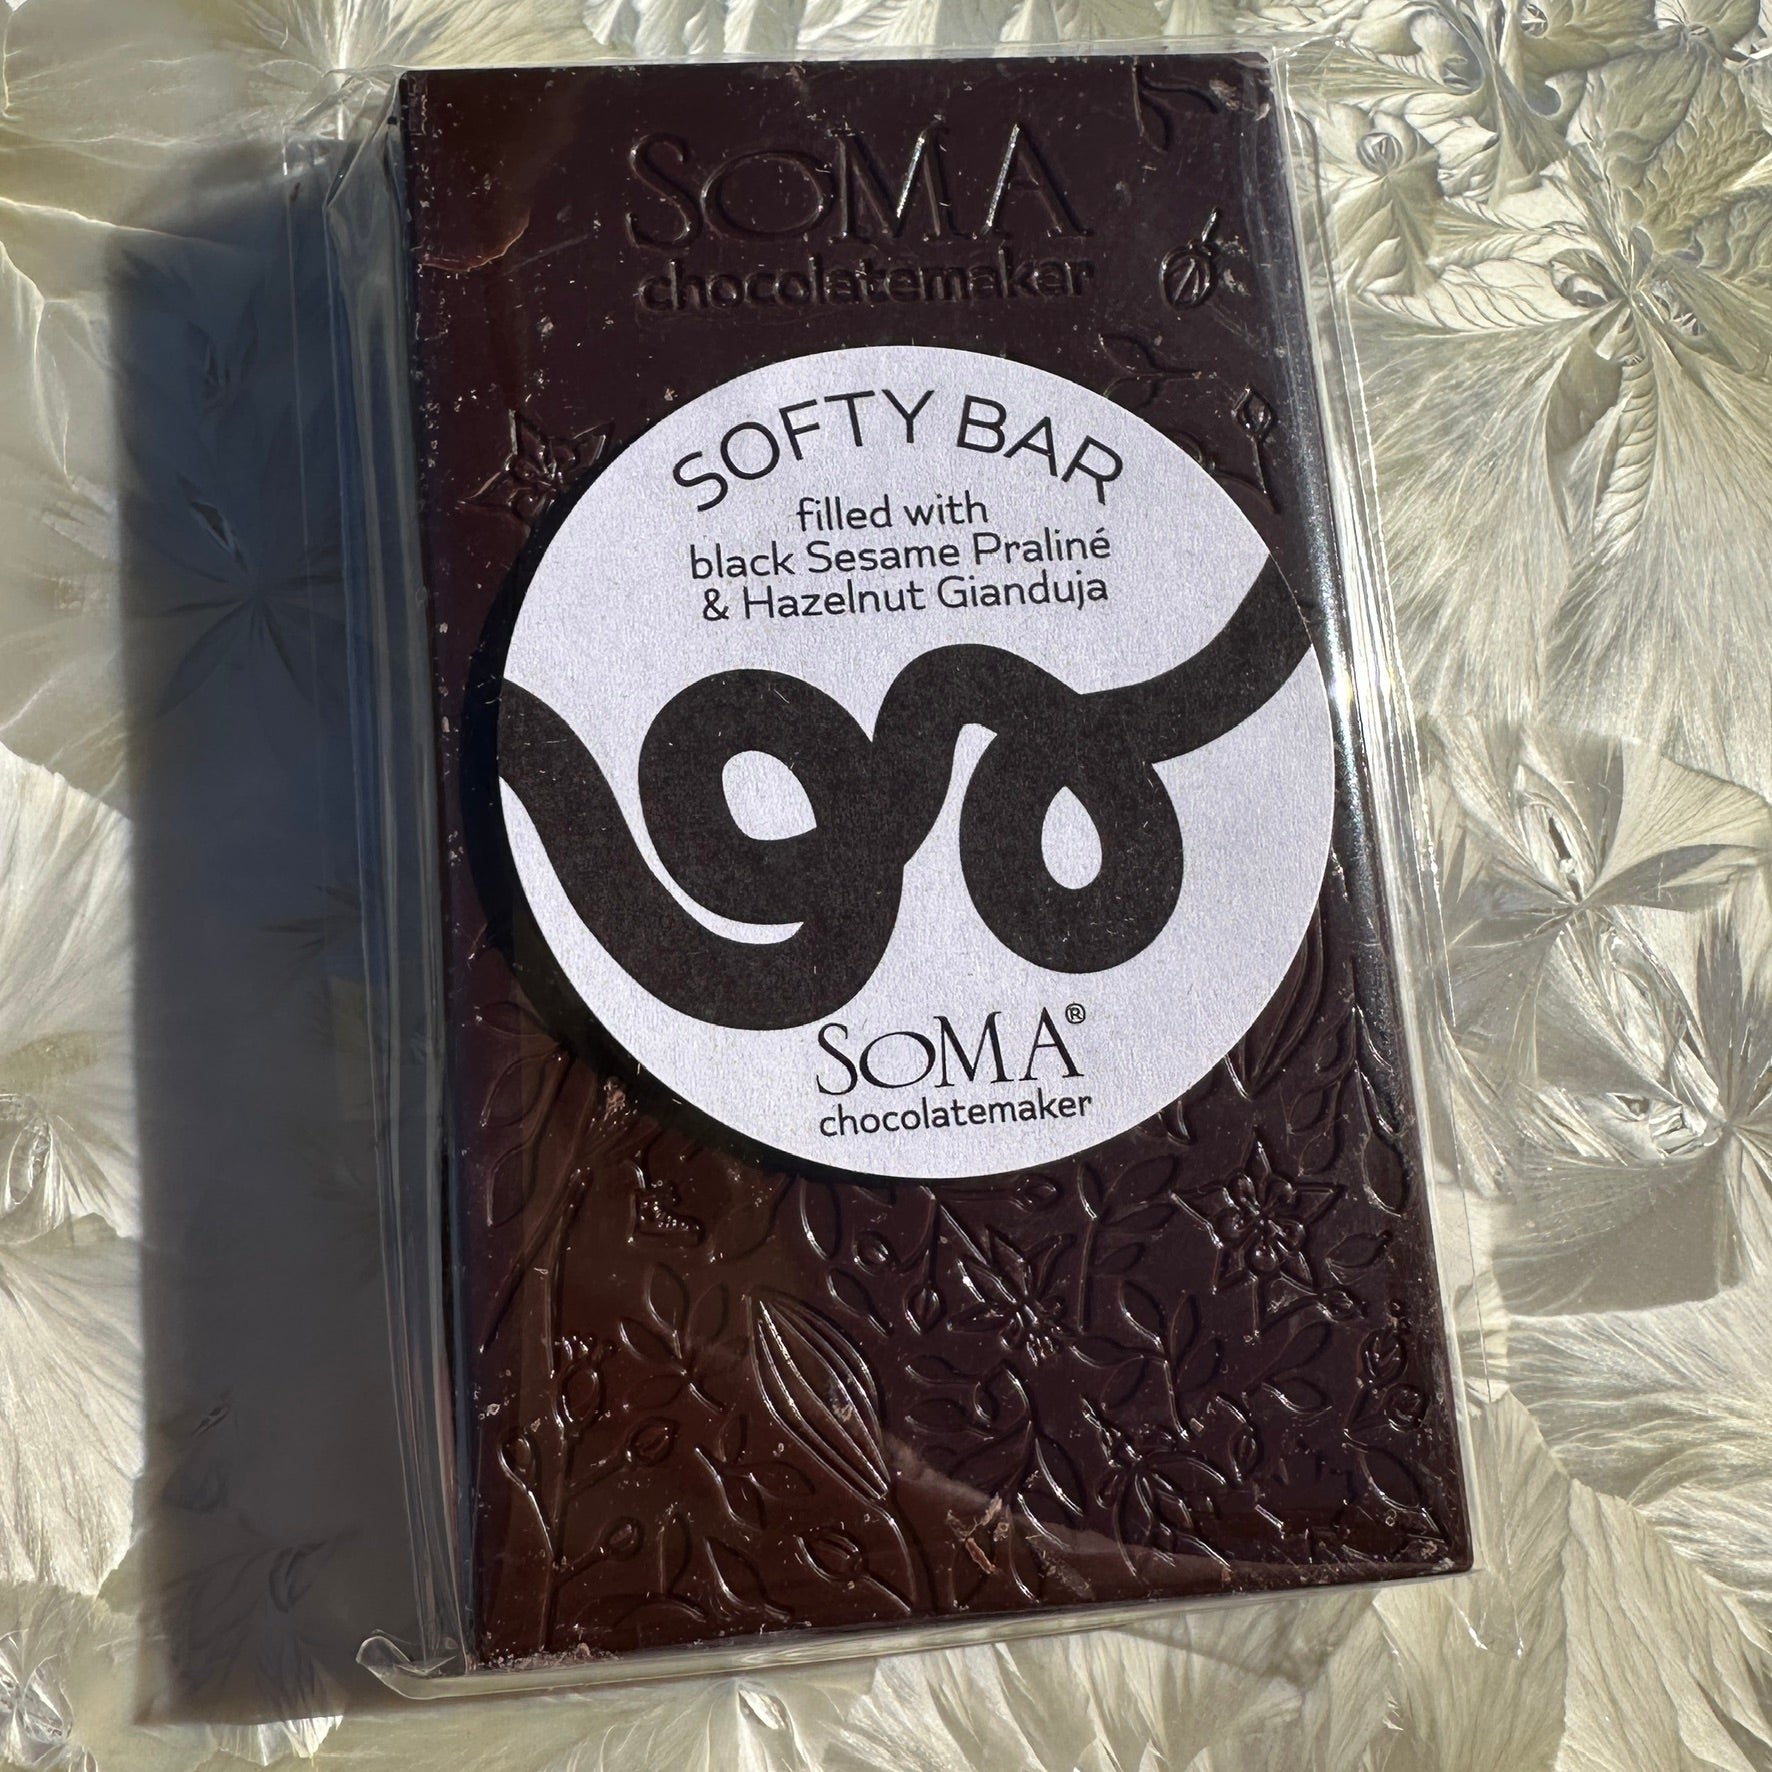 SOMA
chocolatemaker
SOFTY BAR
filled with
black Sesame Praliné
& Hazelnut Gianduja
SOMA®
chocolatemaker